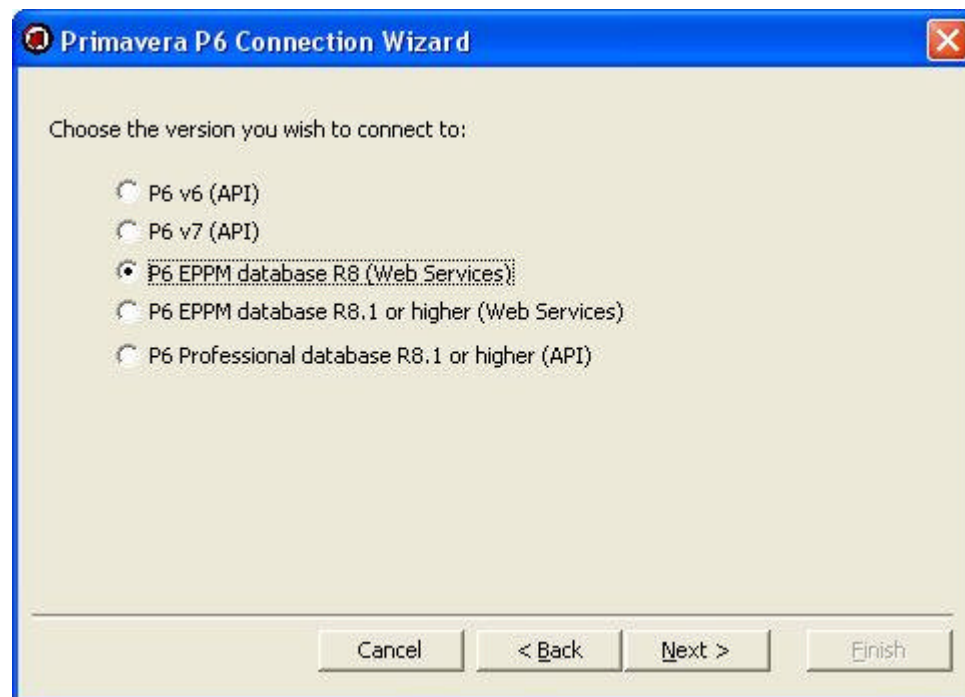 Primavera P6 Connection Wizard
Choose the version you wish to connect to:
P6 v6 (API)
P6 v7 (API)
P6 EPPM database R8 (Web Services)
P6 EPPM database R8.1 or higher (Web Services)
P6 Professional database R8.1 or higher (API)
Cancel < Back Next > Finish